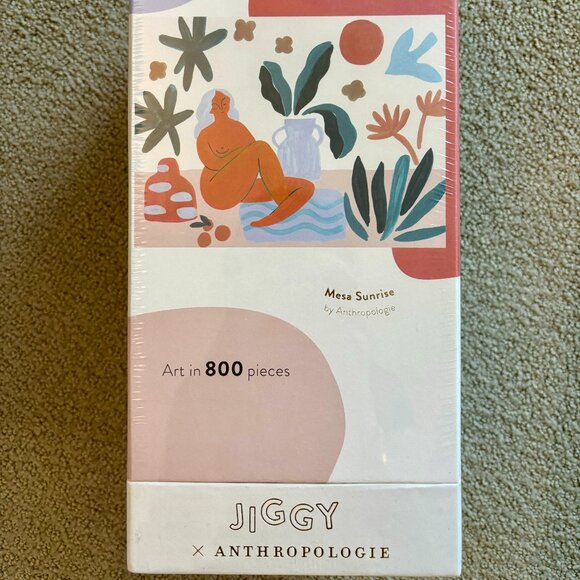 Mesa Sunrise
by Anthropologie
Art in 800 pieces
JIGGY
× ANTHROPOLOGIE